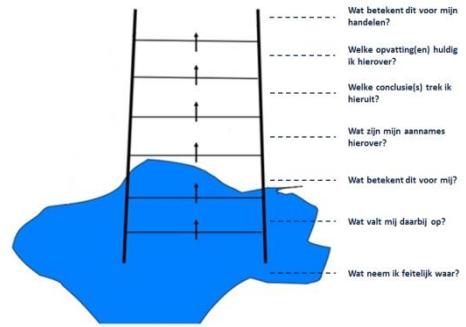 Wat betekent dit voor mijn
handelen?
Welke opvatting(en) huldig
ik hierover?
Welke conclusie(s) trek ik
hieruit?
Wat zijn mijn aannames
hierover?
Wat betekent dit voor mij?
Wat valt mij daarbij op?
Wat neem ik feitelijk waar?